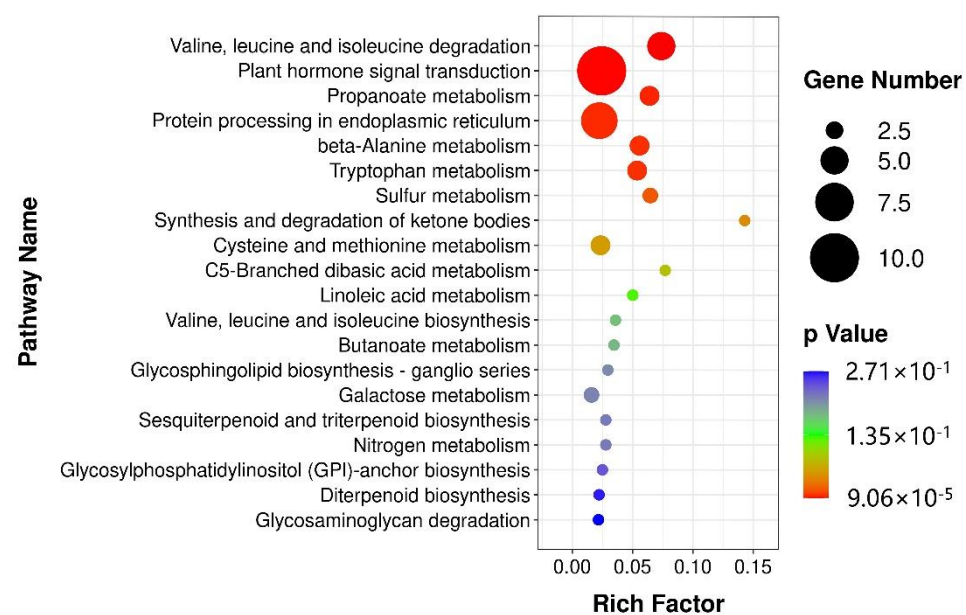 Pathway Name
Valine, leucine and isoleucine degradation
Plant hormone signal transduction
Propanoate metabolism
Protein processing in endoplasmic reticulum
beta-Alanine metabolism
Tryptophan metabolism
Sulfur metabolism
Synthesis and degradation of ketone bodies
Cysteine and methionine metabolism
C5-Branched dibasic acid metabolism
Linoleic acid metabolism
Valine, leucine and isoleucine biosynthesis
Butanoate metabolism
Glycosphingolipid biosynthesis - ganglio series
Galactose metabolism
Sesquiterpenoid and triterpenoid biosynthesis
Nitrogen metabolism
Glycosylphosphatidylinositol (GPI)-anchor biosynthesis
Diterpenoid biosynthesis
Glycosaminoglycan degradation
0.00 0.05 0.10 0.15
Rich Factor
Gene Number
2.5
5.0
7.5
10.0
p Value
2.71×10⁻¹
1.35×10⁻¹
9.06×10⁻⁵